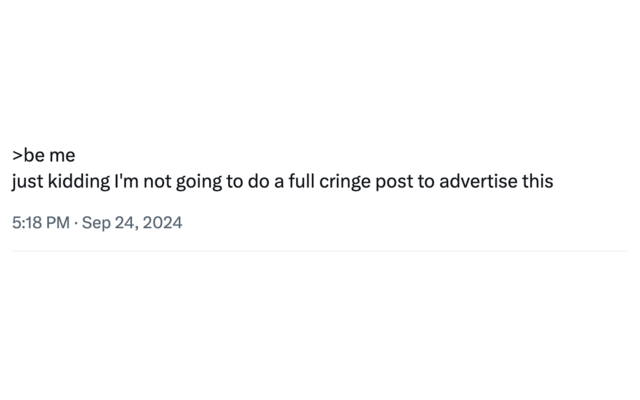 >be me
just kidding I'm not going to do a full cringe post to advertise this
5:18 PM · Sep 24, 2024